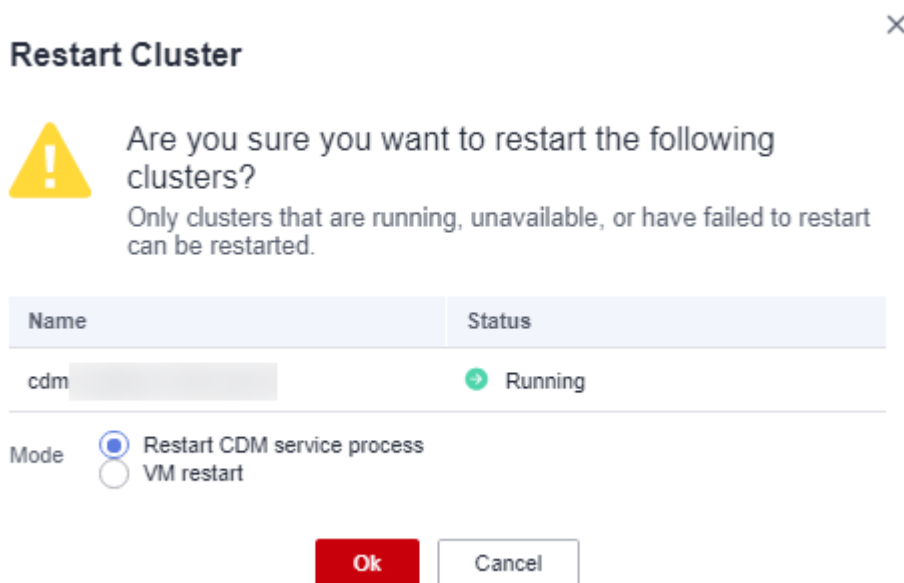 Restart Cluster
Are you sure you want to restart the following
clusters?
Only clusters that are running, unavailable, or have failed to restart
can be restarted.
Name Status
cdm Running
Mode Restart CDM service process
VM restart
Ok Cancel